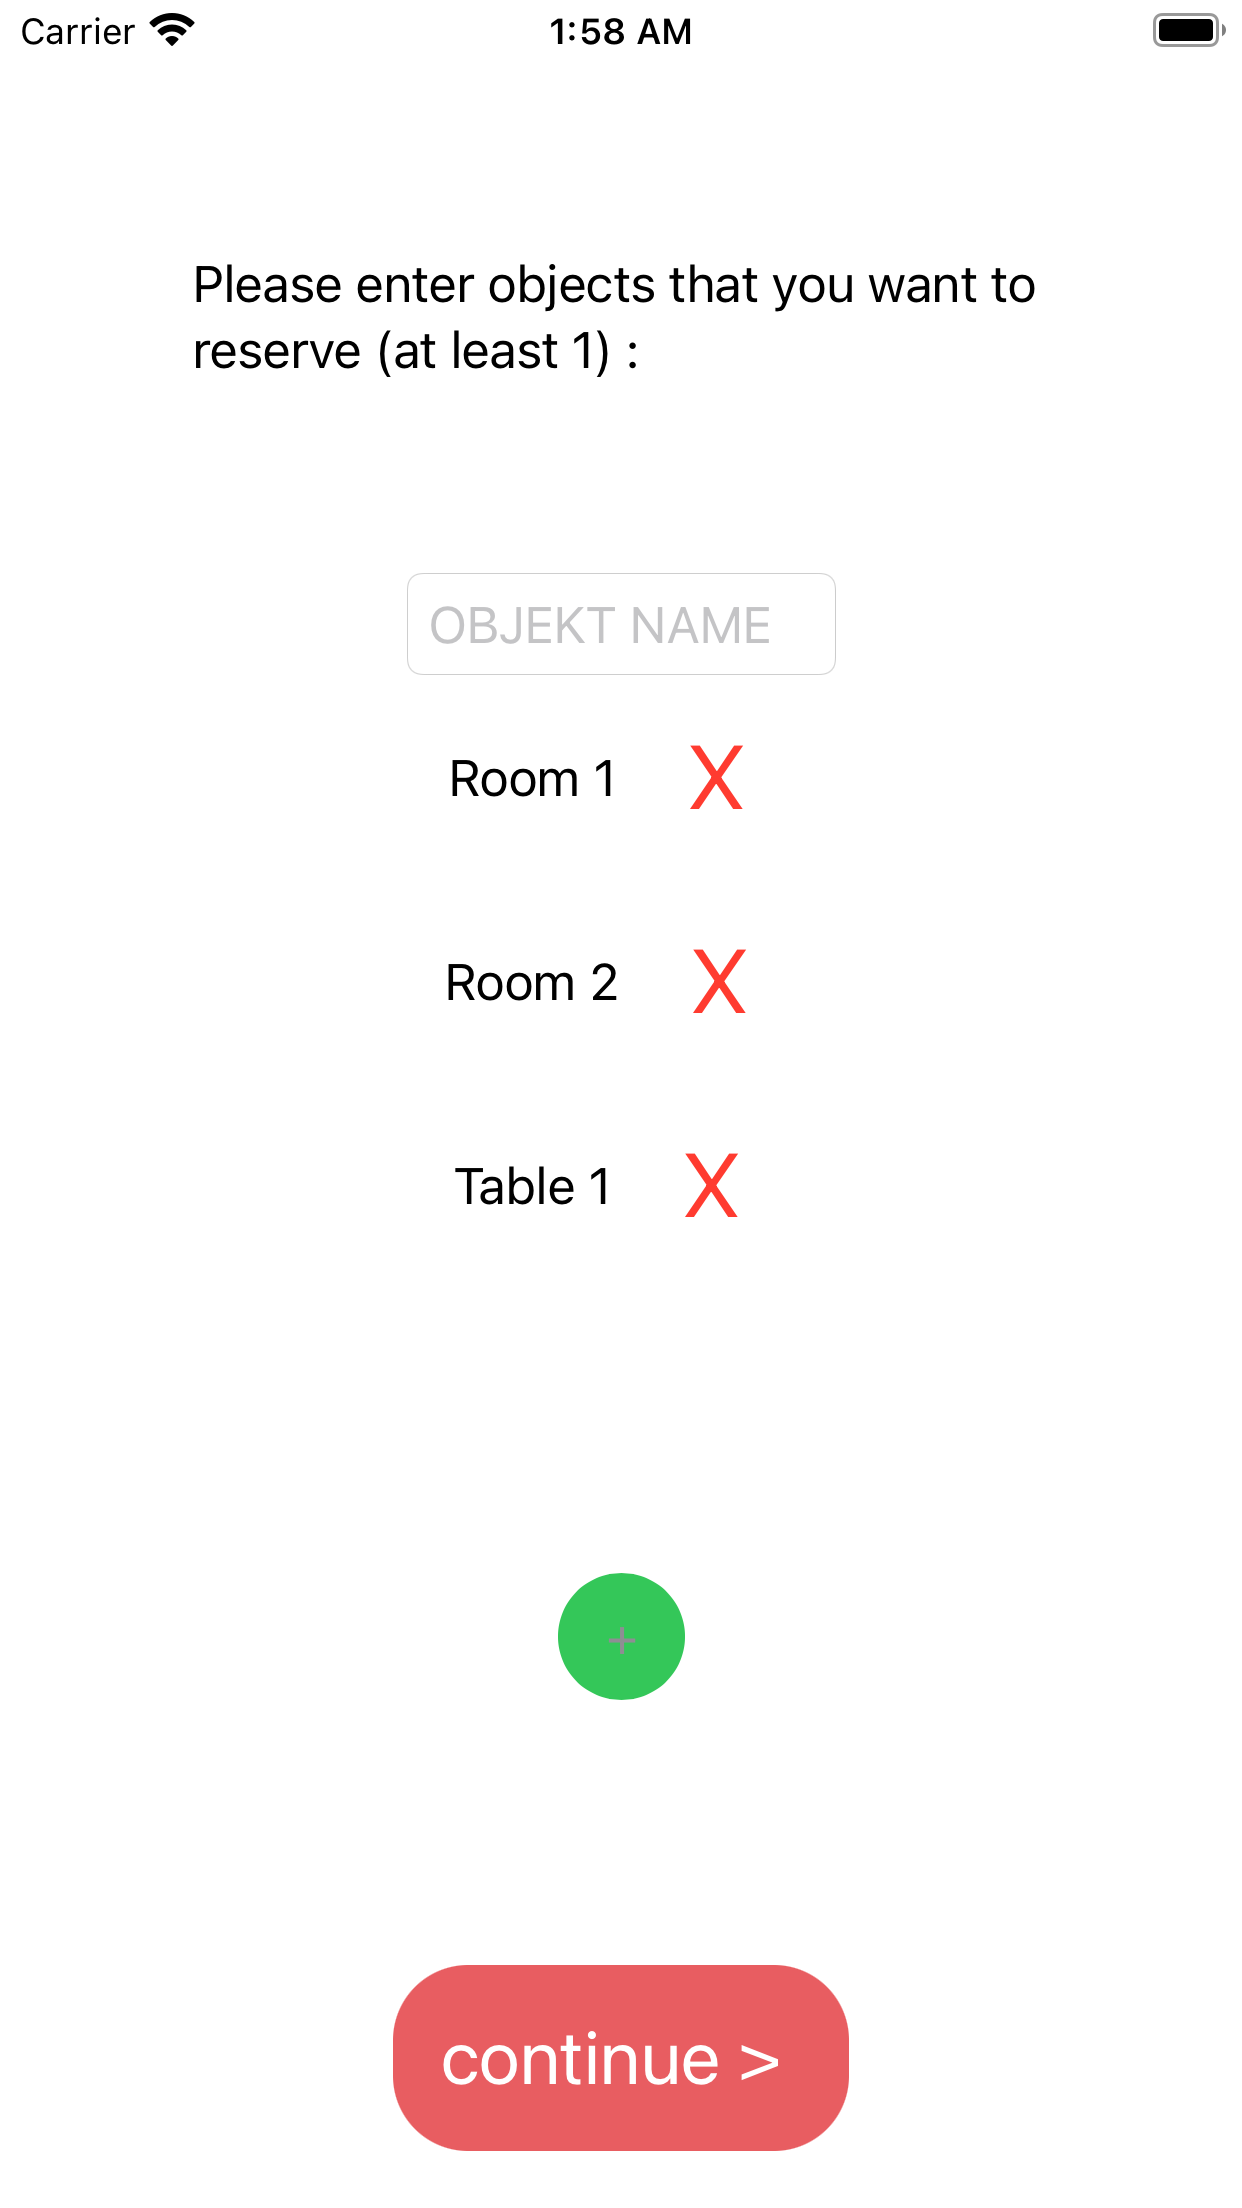 Carrier 1:58 AM
Please enter objects that you want to
reserve (at least 1) :
OBJEKT NAME
Room 1 X
Room 2 X
Table 1 X
+
continue >